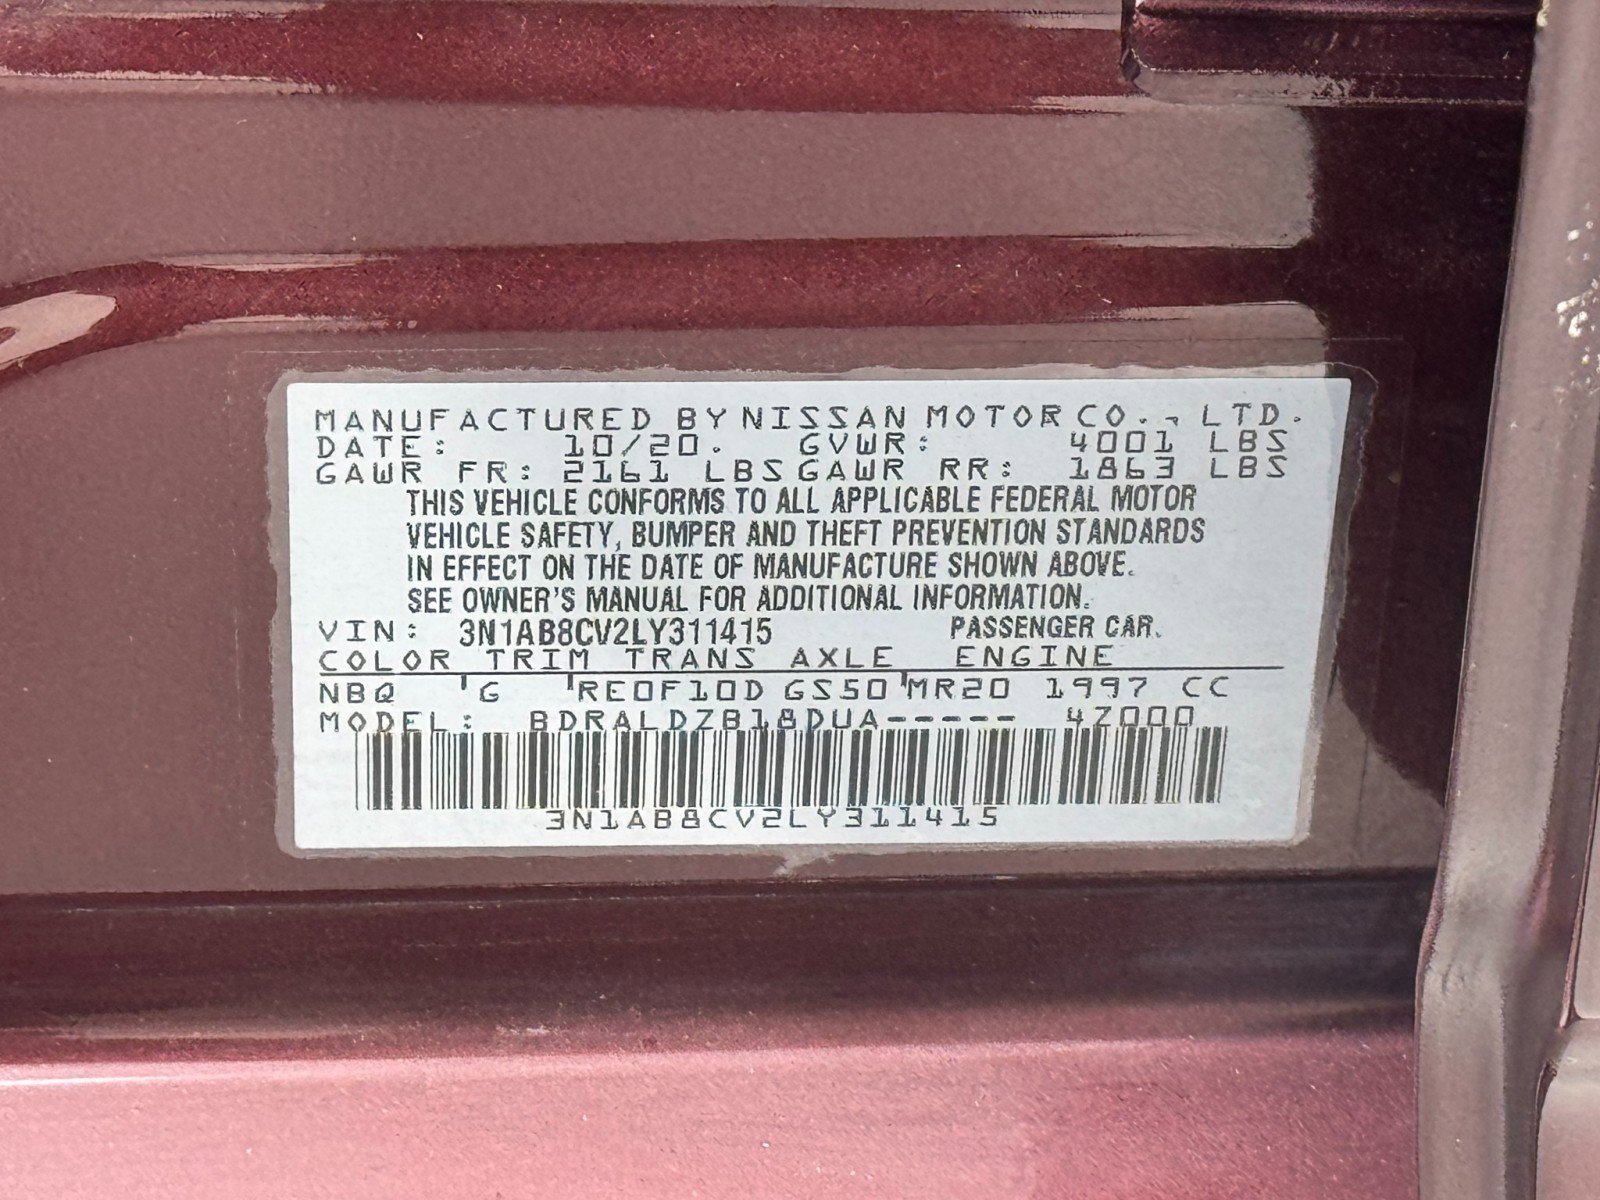 MANUFACTURED BY NISSAN MOTOR CO., LTD.
DATE: 10/20. GVWR: 4001 LBS
GAWR FR: 2161 LBS GAWR RR: 1863 LBS
THIS VEHICLE CONFORMS TO ALL APPLICABLE FEDERAL MOTOR
VEHICLE SAFETY, BUMPER AND THEFT PREVENTION STANDARDS
IN EFFECT ON THE DATE OF MANUFACTURE SHOWN ABOVE.
SEE OWNER'S MANUAL FOR ADDITIONAL INFORMATION.
VIN: 3N1AB8CV2LY311415 PASSENGER CAR.
COLOR TRIM TRANS AXLE ENGINE
NBQ 'G 'RE0F10D GS50 'MR20 1997 CC
MODEL: BDRALDZB18DUA----- 4Z000
3N1AB8CV2LY311415